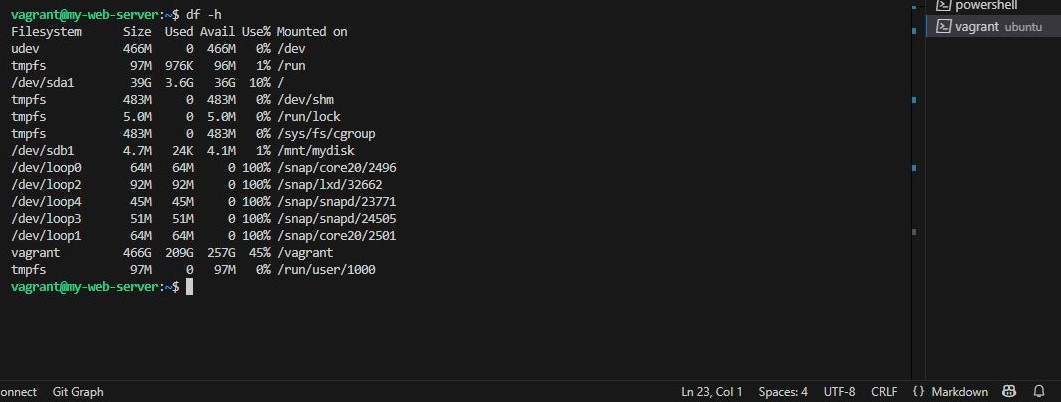 vagrant@my-web-server:~$ df -h
Filesystem      Size  Used Avail Use% Mounted on
udev            466M     0  466M   0% /dev
tmpfs            97M  976K   96M   1% /run
/dev/sda1        39G  3.6G   36G  10% /
tmpfs           483M     0  483M   0% /dev/shm
tmpfs           5.0M     0  5.0M   0% /run/lock
tmpfs           483M     0  483M   0% /sys/fs/cgroup
/dev/sdb1       4.7M   24K  4.1M   1% /mnt/mydisk
/dev/loop0       64M   64M     0 100% /snap/core20/2496
/dev/loop2       92M   92M     0 100% /snap/lxd/32662
/dev/loop4       45M   45M     0 100% /snap/snapd/23771
/dev/loop3       51M   51M     0 100% /snap/snapd/24505
/dev/loop1       64M   64M     0 100% /snap/core20/2501
vagrant         466G  209G  257G  45% /vagrant
tmpfs            97M     0   97M   0% /run/user/1000
vagrant@my-web-server:~$
powershell
vagrant ubuntu
onnect Git Graph Ln 23, Col 1 Spaces: 4 UTF-8 CRLF {} Markdown